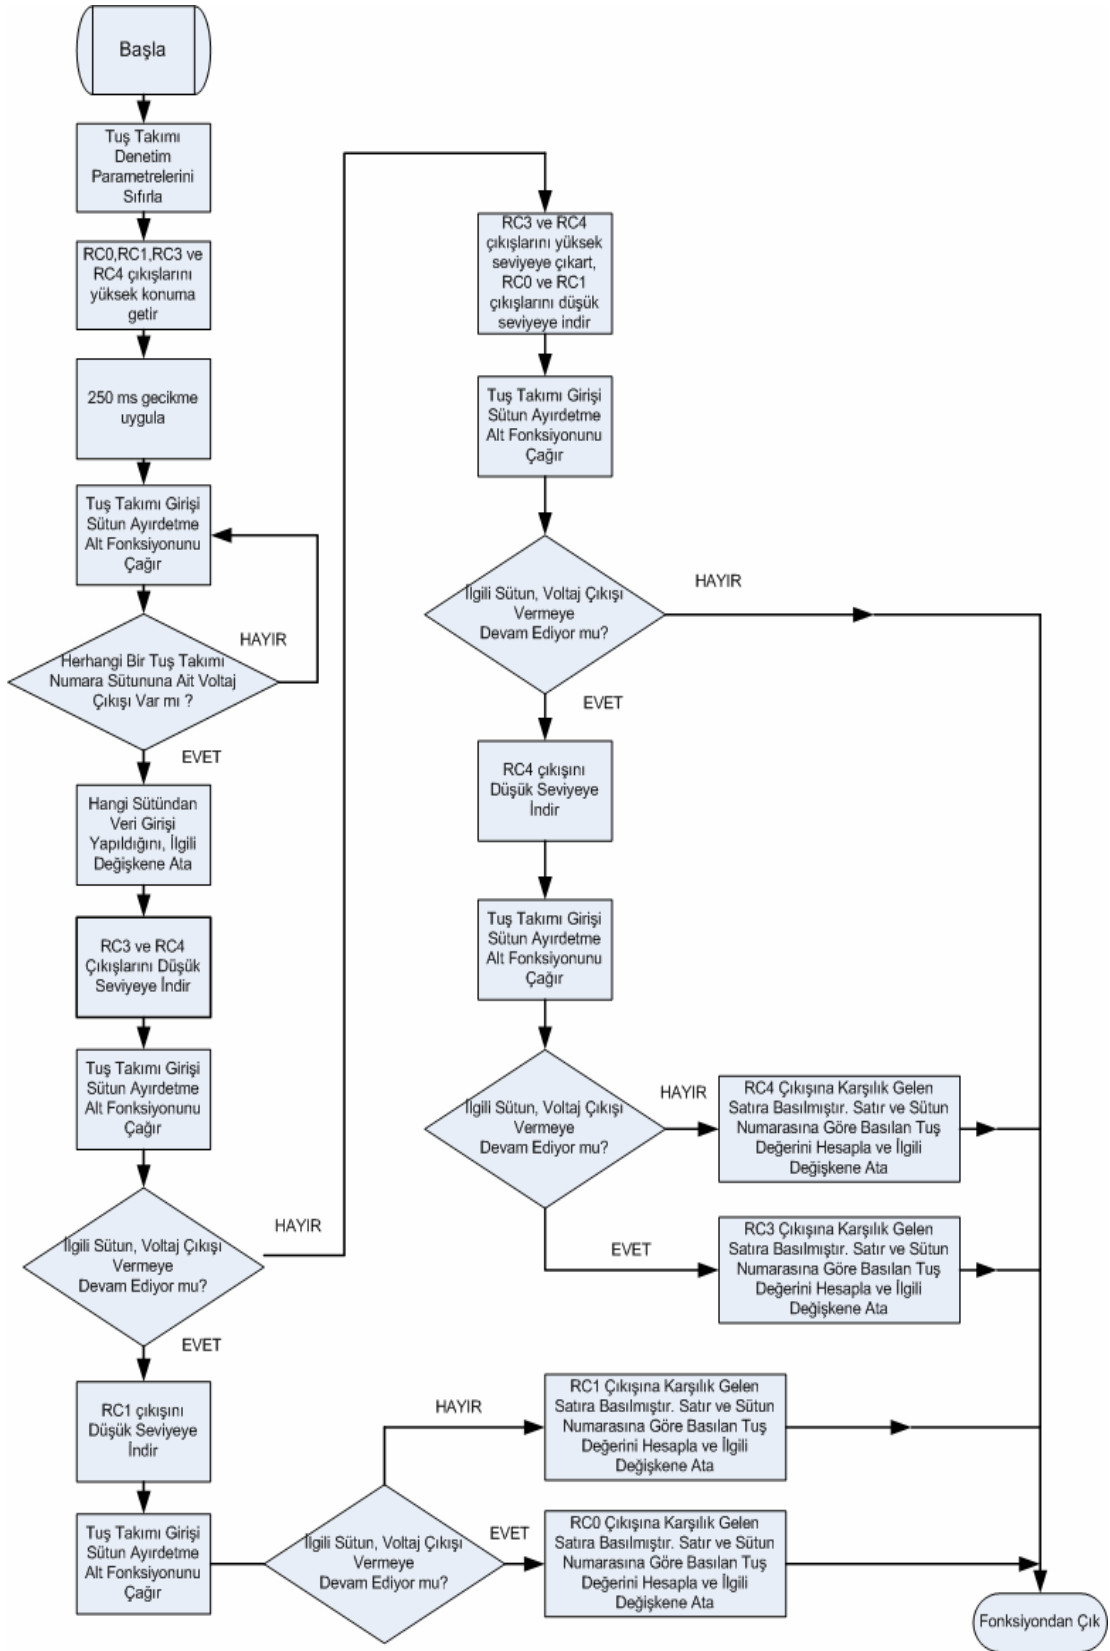 Başla
Tuş Takımı
Denetim
Parametrelerini
Sıfırla
RC0,RC1,RC3 ve
RC4 çıkışlarını
yüksek konuma
getir
250 ms gecikme
uygula
Tuş Takımı Girişi
Sütun Ayırdetme
Alt Fonksiyonunu
Çağır
HAYIR
Herhangi Bir Tuş Takımı
Numara Sütununa Ait Voltaj
Çıkışı Var mı ?
EVET
Hangi Sütündan
Veri Girişi
Yapıldığını, İlgili
Değişkene Ata
RC3 ve RC4
Çıkışlarını Düşük
Seviyeye İndir
Tuş Takımı Girişi
Sütun Ayırdetme
Alt Fonksiyonunu
Çağır
HAYIR
İlgili Sütun, Voltaj Çıkışı
Vermeye
Devam Ediyor mu?
EVET
RC1 çıkışını
Düşük Seviyeye
İndir
Tuş Takımı Girişi
Sütun Ayırdetme
Alt Fonksiyonunu
Çağır
RC3 ve RC4
çıkışlarını yüksek
seviyeye çıkart,
RC0 ve RC1
çıkışlarını düşük
seviyeye indir
Tuş Takımı Girişi
Sütun Ayırdetme
Alt Fonksiyonunu
Çağır
HAYIR
İlgili Sütun, Voltaj Çıkışı
Vermeye
Devam Ediyor mu?
EVET
RC4 çıkışını
Düşük Seviyeye
İndir
Tuş Takımı Girişi
Sütun Ayırdetme
Alt Fonksiyonunu
Çağır
İlgili Sütun, Voltaj Çıkışı
Vermeye
Devam Ediyor mu?
HAYIR
RC4 Çıkışına Karşılık Gelen
Satıra Basılmıştır. Satır ve Sütun
Numarasına Göre Basılan Tuş
Değerini Hesapla ve İlgili
Değişkene Ata
EVET
RC3 Çıkışına Karşılık Gelen
Satıra Basılmıştır. Satır ve Sütun
Numarasına Göre Basılan Tuş
Değerini Hesapla ve İlgili
Değişkene Ata
İlgili Sütun, Voltaj Çıkışı
Vermeye
Devam Ediyor mu?
HAYIR
RC1 Çıkışına Karşılık Gelen
Satıra Basılmıştır. Satır ve Sütun
Numarasına Göre Basılan Tuş
Değerini Hesapla ve İlgili
Değişkene Ata
EVET
RC0 Çıkışına Karşılık Gelen
Satıra Basılmıştır. Satır ve Sütun
Numarasına Göre Basılan Tuş
Değerini Hesapla ve İlgili
Değişkene Ata
Fonksiyondan Çık